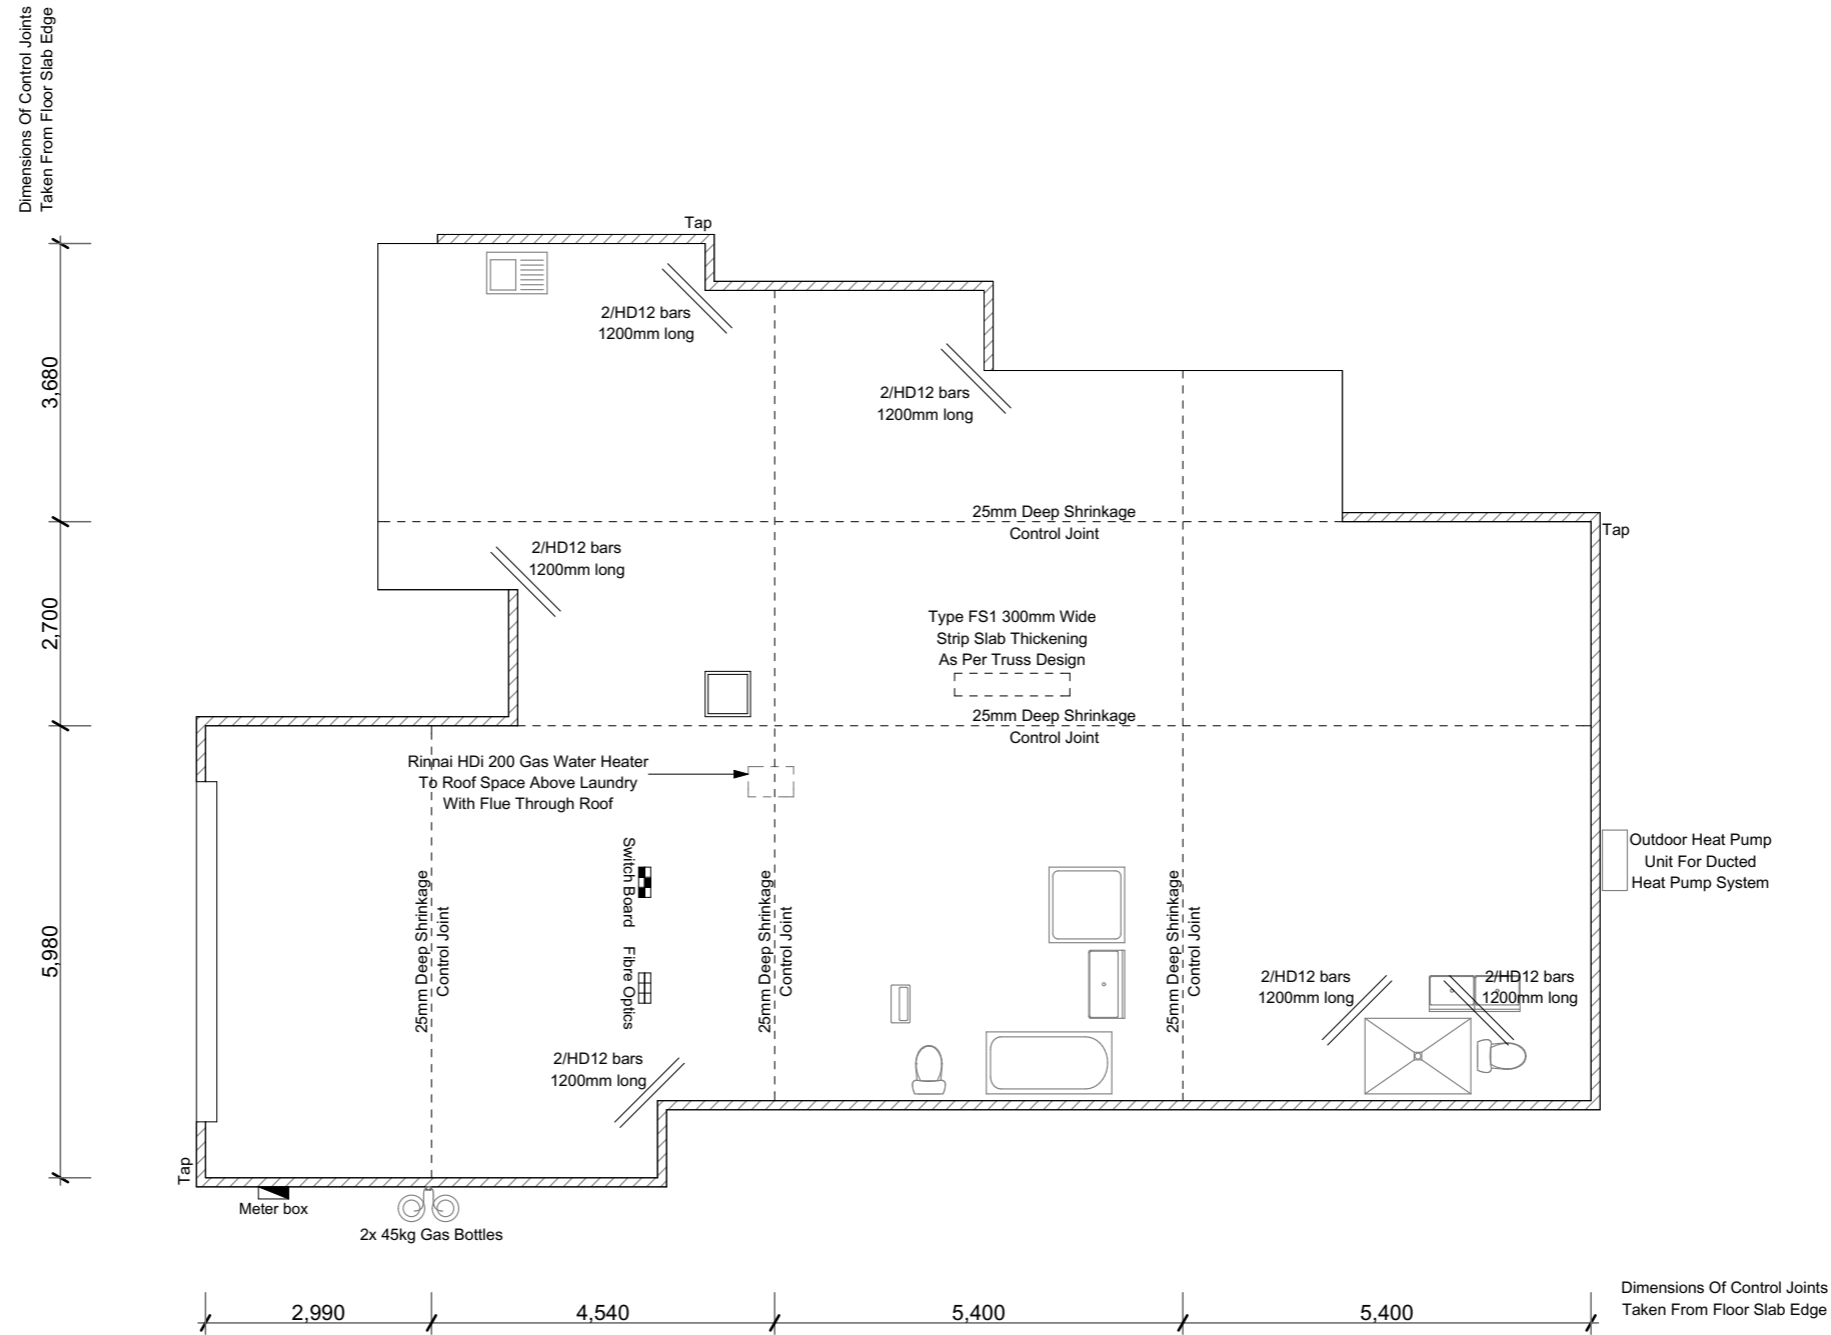 Dimensions Of Control Joints
Taken From Floor Slab Edge
Tap
2/HD12 bars
1200mm long
3,680
2/HD12 bars
1200mm long
25mm Deep Shrinkage
Control Joint
Tap
2/HD12 bars
1200mm long
2,700
Type FS1 300mm Wide
Strip Slab Thickening
As Per Truss Design
25mm Deep Shrinkage
Control Joint
Rinnai HDi 200 Gas Water Heater
To Roof Space Above Laundry
With Flue Through Roof
Switch Board
Fibre Optics
Outdoor Heat Pump
Unit For Ducted
Heat Pump System
5,980
25mm Deep Shrinkage
Control Joint
25mm Deep Shrinkage
Control Joint
25mm Deep Shrinkage
Control Joint
2/HD12 bars
1200mm long
2/HD12 bars
1200mm long
2/HD12 bars
1200mm long
Tap
Meter box
2x 45kg Gas Bottles
2,990
4,540
5,400
5,400
Dimensions Of Control Joints
Taken From Floor Slab Edge